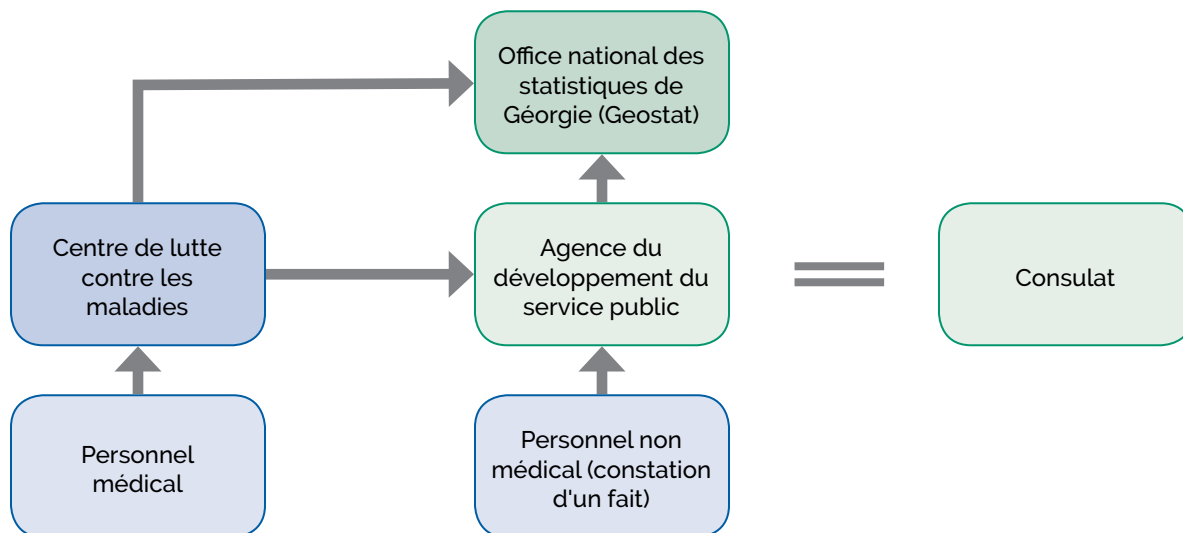 Office national des
statistiques de
Géorgie (Geostat)
Centre de lutte
contre les
maladies
Agence du
développement du
service public
Consulat
Personnel
médical
Personnel non
médical (constation
d'un fait)